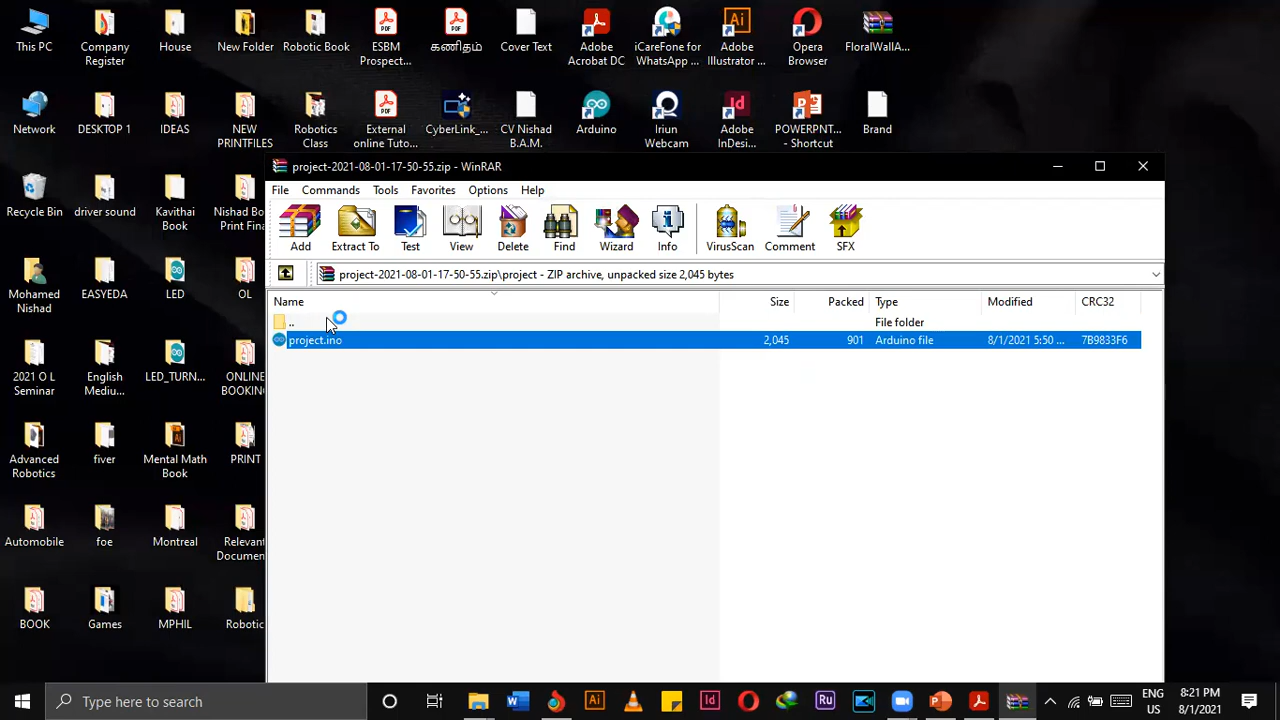 This PC
Company
Register
House
New Folder
Robotic Book
ESBM
Prospect...
கணிதம்
Cover Text
Adobe
Acrobat DC
iCareFone for
WhatsApp ...
Adobe
Illustrator ...
Opera
Browser
FloralWallA...
Network
DESKTOP 1
IDEAS
NEW
PRINTFILES
Robotics
Class
External
online Tuto...
CyberLink_...
CV Nishad
B.A.M.
Arduino
Iriun
Webcam
Adobe
InDesi...
POWERPNT...
- Shortcut
Brand
project-2021-08-01-17-50-55.zip - WinRAR
File Commands Tools Favorites Options Help
Add Extract To Test View Delete Find Wizard Info VirusScan Comment SFX
project-2021-08-01-17-50-55.zip\project - ZIP archive, unpacked size 2,045 bytes
Name Size Packed Type Modified CRC32
.. File folder
project.ino 2,045 901 Arduino file 8/1/2021 5:50 ... 7B9833F6
Recycle Bin
driver sound
Kavithai
Book
Nishad Bo
Print Fina
Mohamed
Nishad
EASYEDA
LED
OL
2021 O L
Seminar
English
Mediu...
LED_TURN...
ONLINE
BOOKING
Advanced
Robotics
fiver
Mental Math
Book
PRINT
Automobile
foe
Montreal
Relevan
Documen
BOOK
Games
MPHIL
Robotic
Type here to search
ENG
US
8:21 PM
8/1/2021